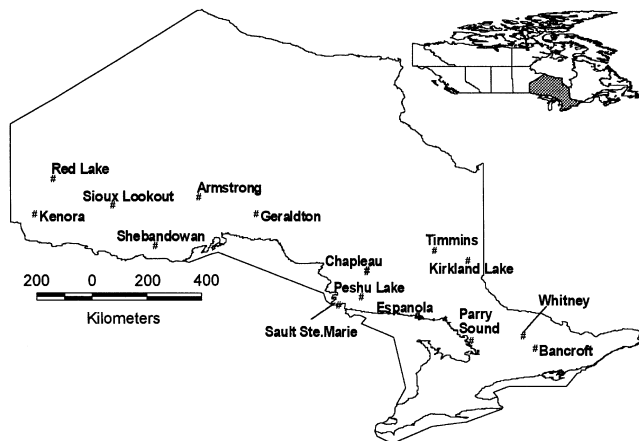 Red Lake
Sioux Lookout
Armstrong
Kenora
Geraldton
Shebandowan
Timmins
Chapleau
Kirkland Lake
200 0 200 400
Kilometers
Peshu Lake
Sault Ste.Marie
Espanola
Parry
Sound
Whitney
Bancroft